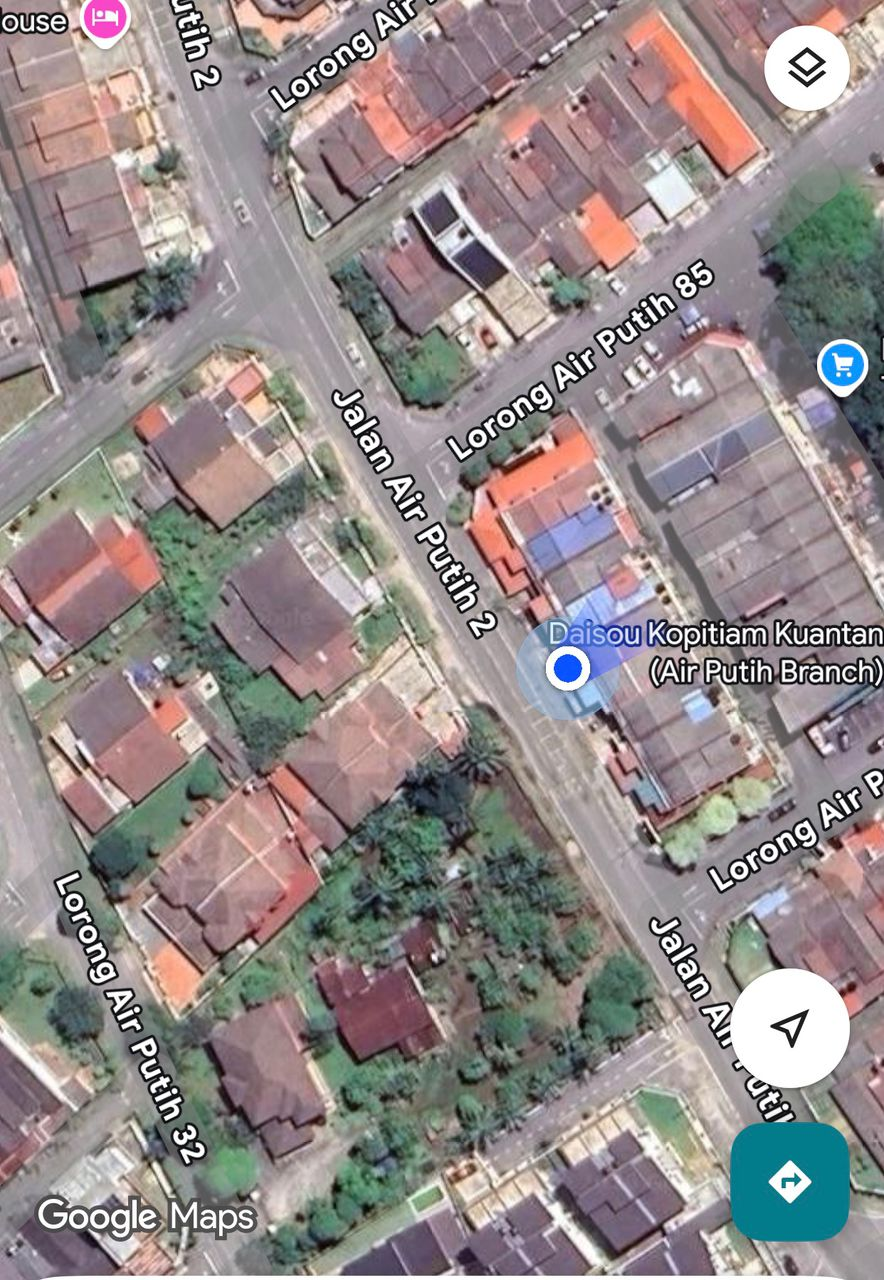 ouse
utih 2
Lorong Air
Lorong Air Putih 85
Jalan Air Putih 2
Daisou Kopitiam Kuantan
(Air Putih Branch)
Lorong Air P
Lorong Air Putih 32
Jalan Air Putih
Google Maps